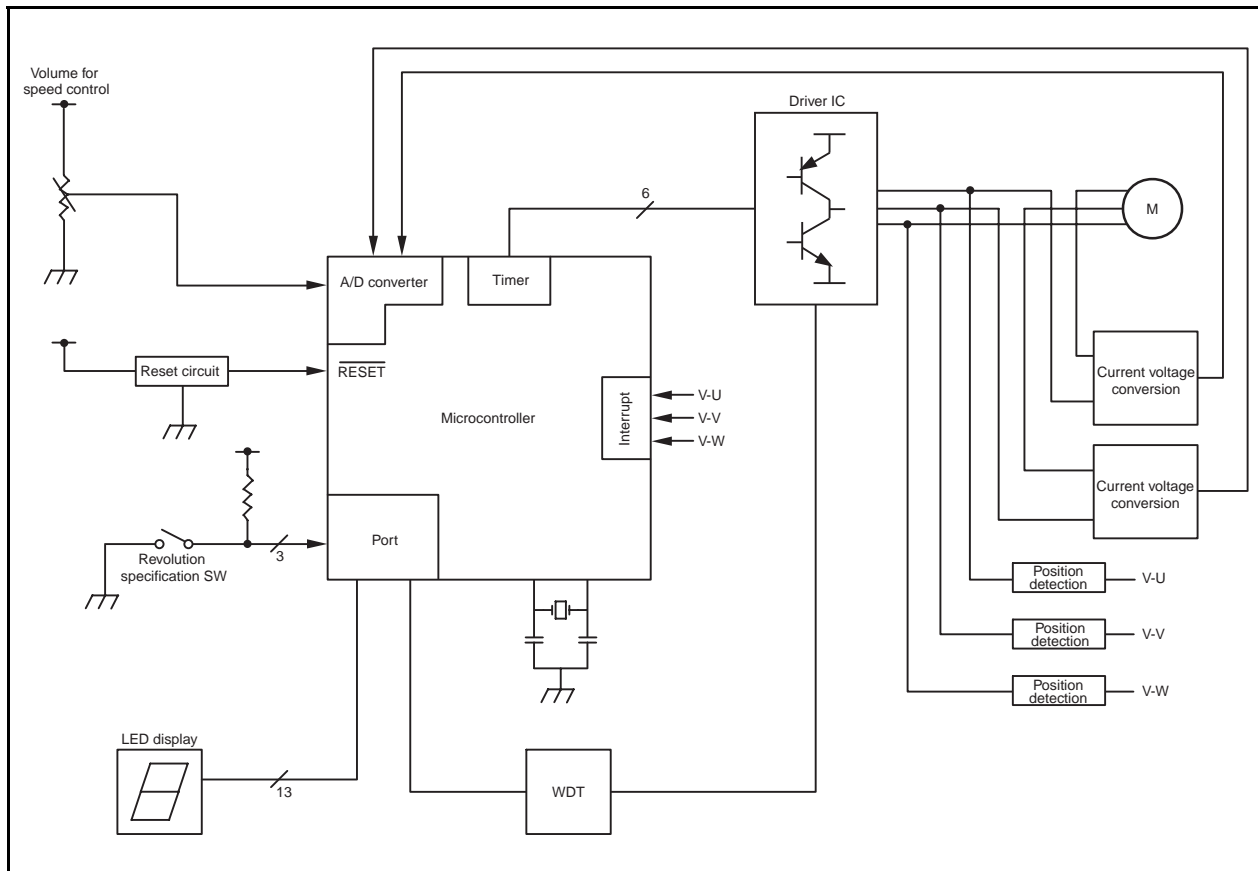 Volume for
speed control
Driver IC
6
M
A/D converter
Timer
RESET
Reset circuit
Microcontroller
Interrupt
V-U
V-V
V-W
Current voltage
conversion
Current voltage
conversion
Port
3
Revolution
specification SW
Position
detection
V-U
Position
detection
V-V
Position
detection
V-W
LED display
13
WDT